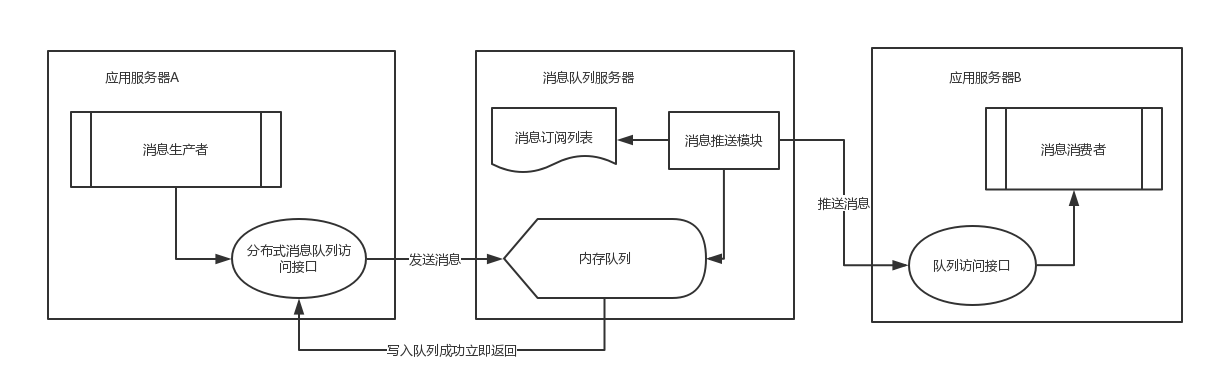 应用服务器A
消息队列服务器
应用服务器B
消息生产者
消息订阅列表
消息推送模块
消息消费者
推送消息
分布式消息队列访
问接口
发送消息
内存队列
队列访问接口
写入队列成功立即返回